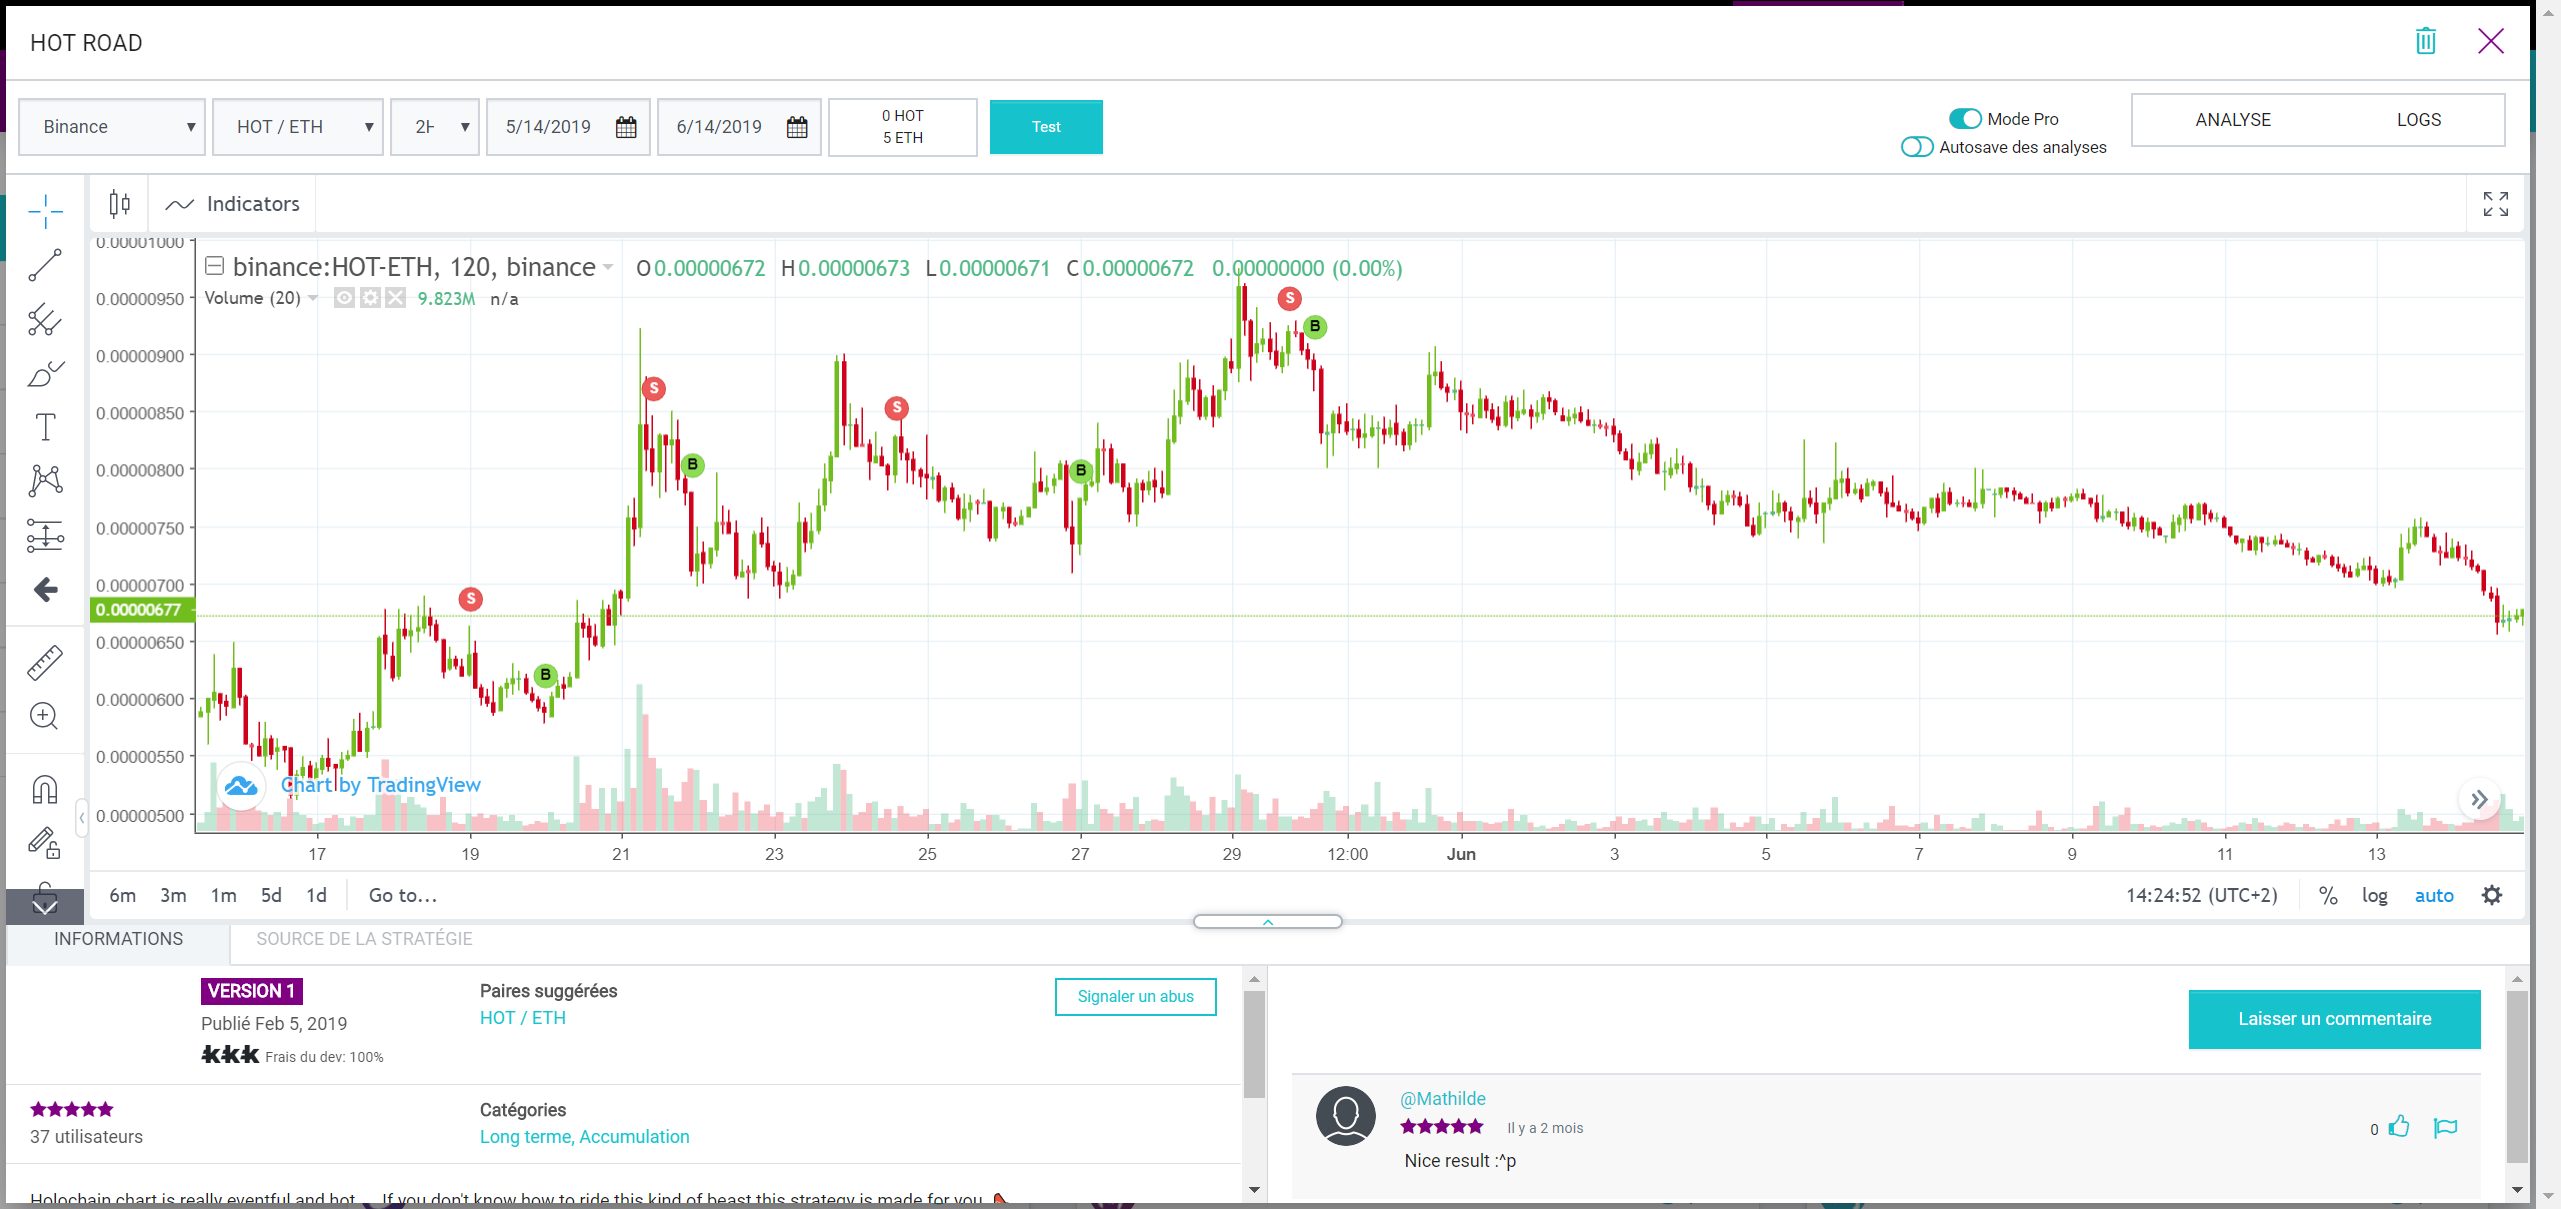 HOT ROAD
Binance
HOT / ETH
5/14/2019
6/14/2019
0 HOT
5 ETH
Test
Mode Pro
Autosave des analyses
ANALYSE
LOGS
Indicators
binance:HOT-ETH, 120, binance
O0.00000672 H0.00000673 L0.00000671 C0.00000672 0.00000000 (0.00%)
Volume (20) 9.823M n/a
0.00001000
0.00000950
0.00000900
0.00000850
0.00000800
0.00000750
0.00000700
0.00000677
0.00000650
0.00000600
0.00000550
0.00000500
S
B
S
B
S
B
S
B
Chart by TradingView
17 19 21 23 25 27 29 12:00 Jun 3 5 7 9 11 13
6m 3m 1m 5d 1d Go to...
14:24:52 (UTC+2) % log auto
INFORMATIONS
SOURCE DE LA STRATÉGIE
VERSION 1
Publié Feb 5, 2019
Frais du dev: 100%
Paires suggérées
HOT / ETH
Signaler un abus
37 utilisateurs
Catégories
Long terme, Accumulation
Holochain chart is really eventful and hot ... If you don't know how to ride this kind of beast this strategy is made for you
Laisser un commentaire
@Mathilde
Il y a 2 mois
Nice result :^p
0